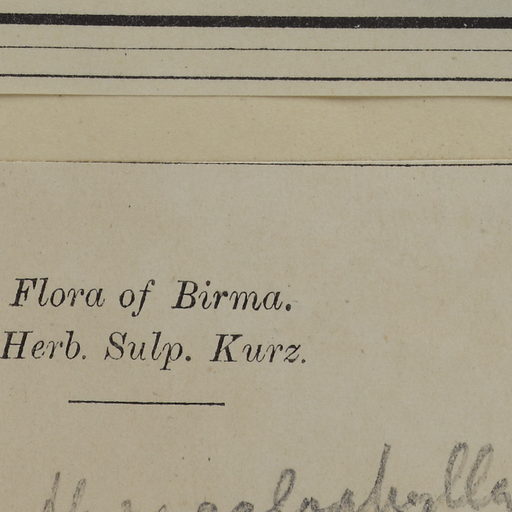 Flora of Birma.
Herb. Sulp. Kurz.